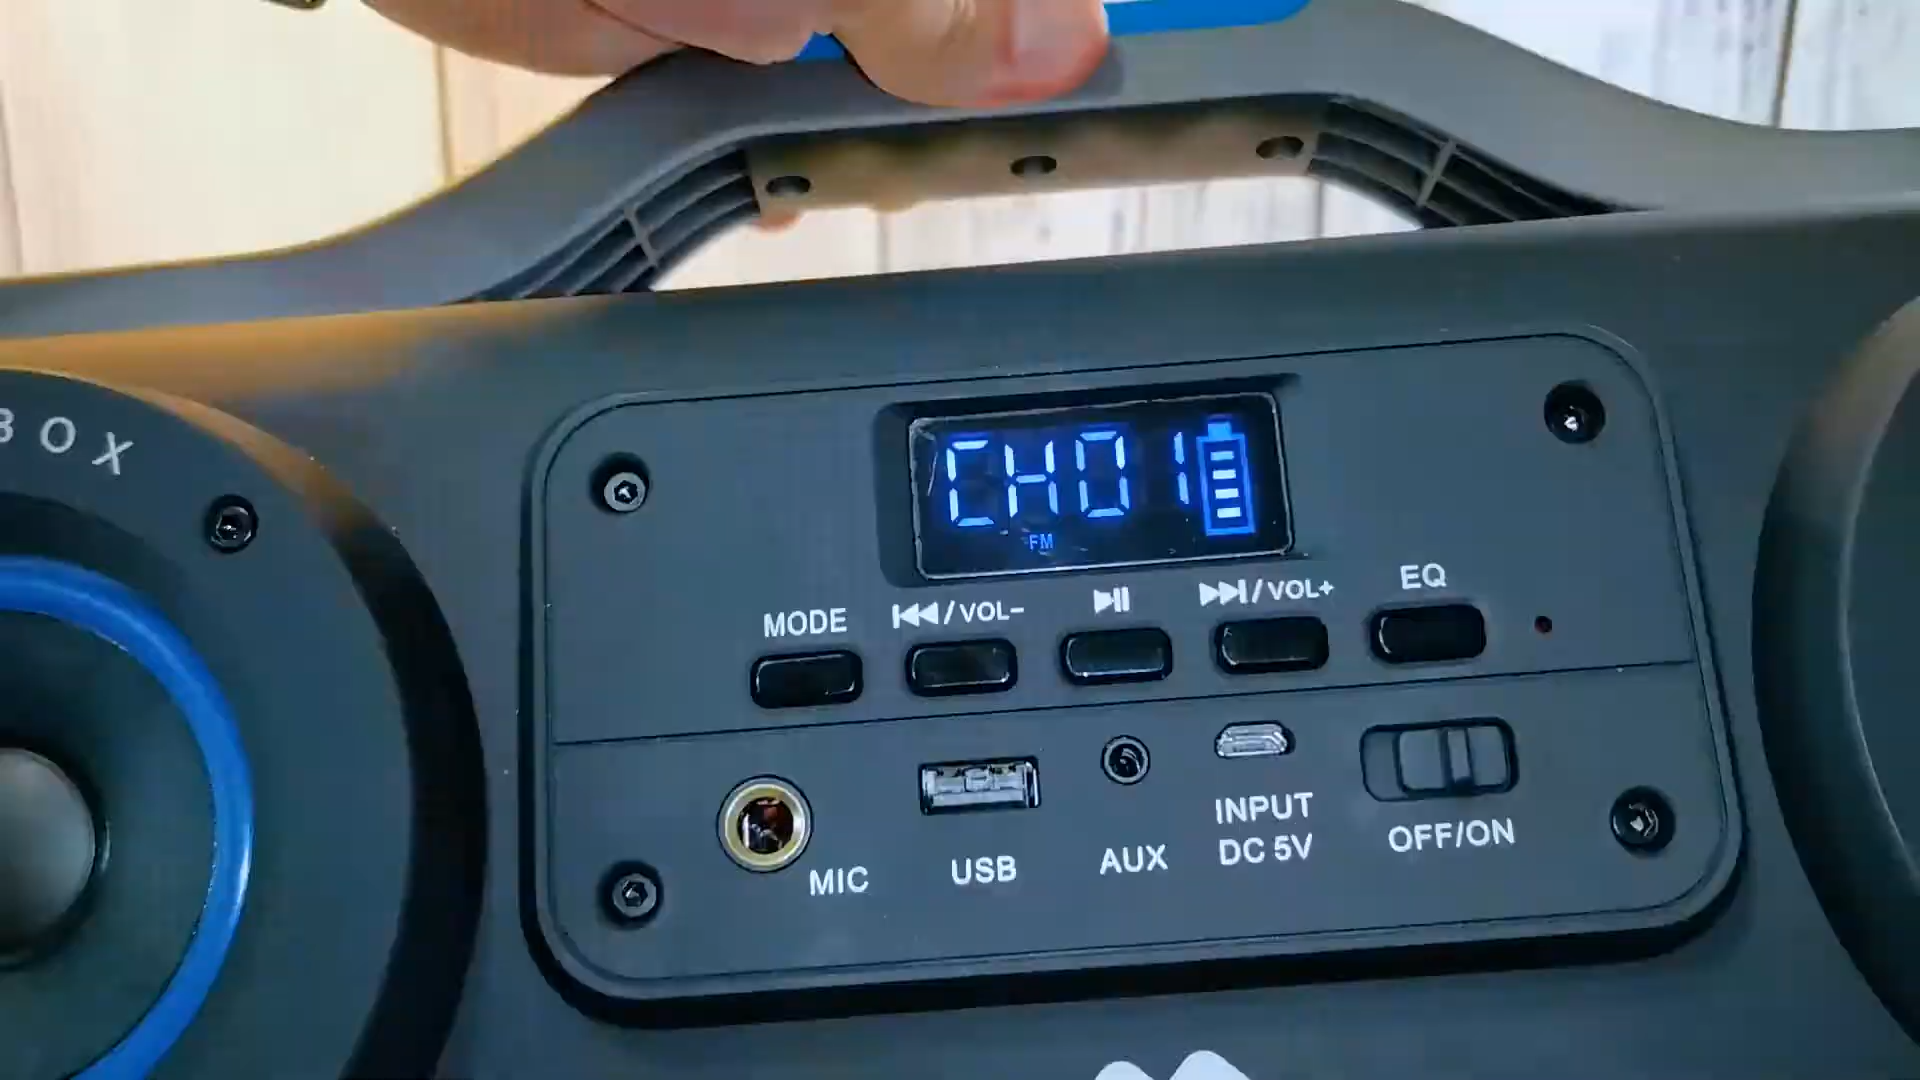 BOX
CH01
FM
MODE
/VOL-
/VOL+
EQ
MIC
USB
AUX
INPUT
DC 5V
OFF/ON